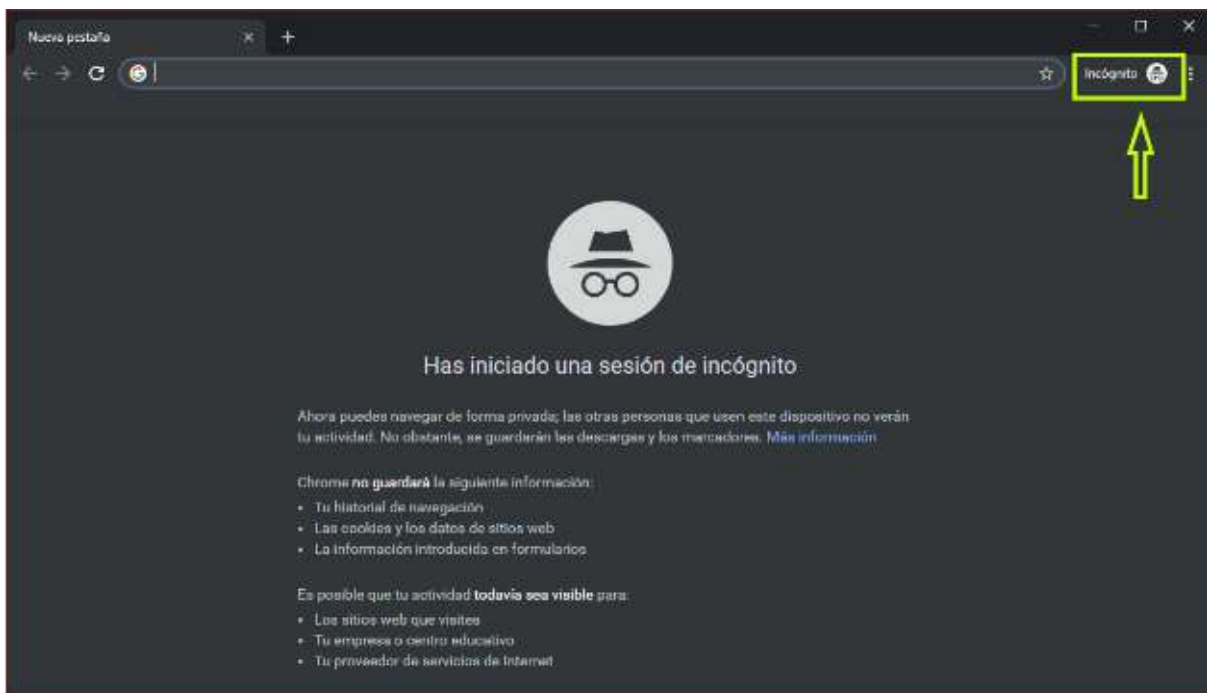 Nueva pestaña
Incógnito
Has iniciado una sesión de incógnito
Ahora puedes navegar de forma privada; las otras personas que usen este dispositivo no verán
tu actividad. No obstante, se guardarán las descargas y los marcadores. Más información
Chrome no guardará la siguiente información:
• Tu historial de navegación
• Las cookies y los datos de sitios web
• La información introducida en formularios
Es posible que tu actividad todavía sea visible para:
• Los sitios web que visites
• Tu empresa o centro educativo
• Tu proveedor de servicios de Internet